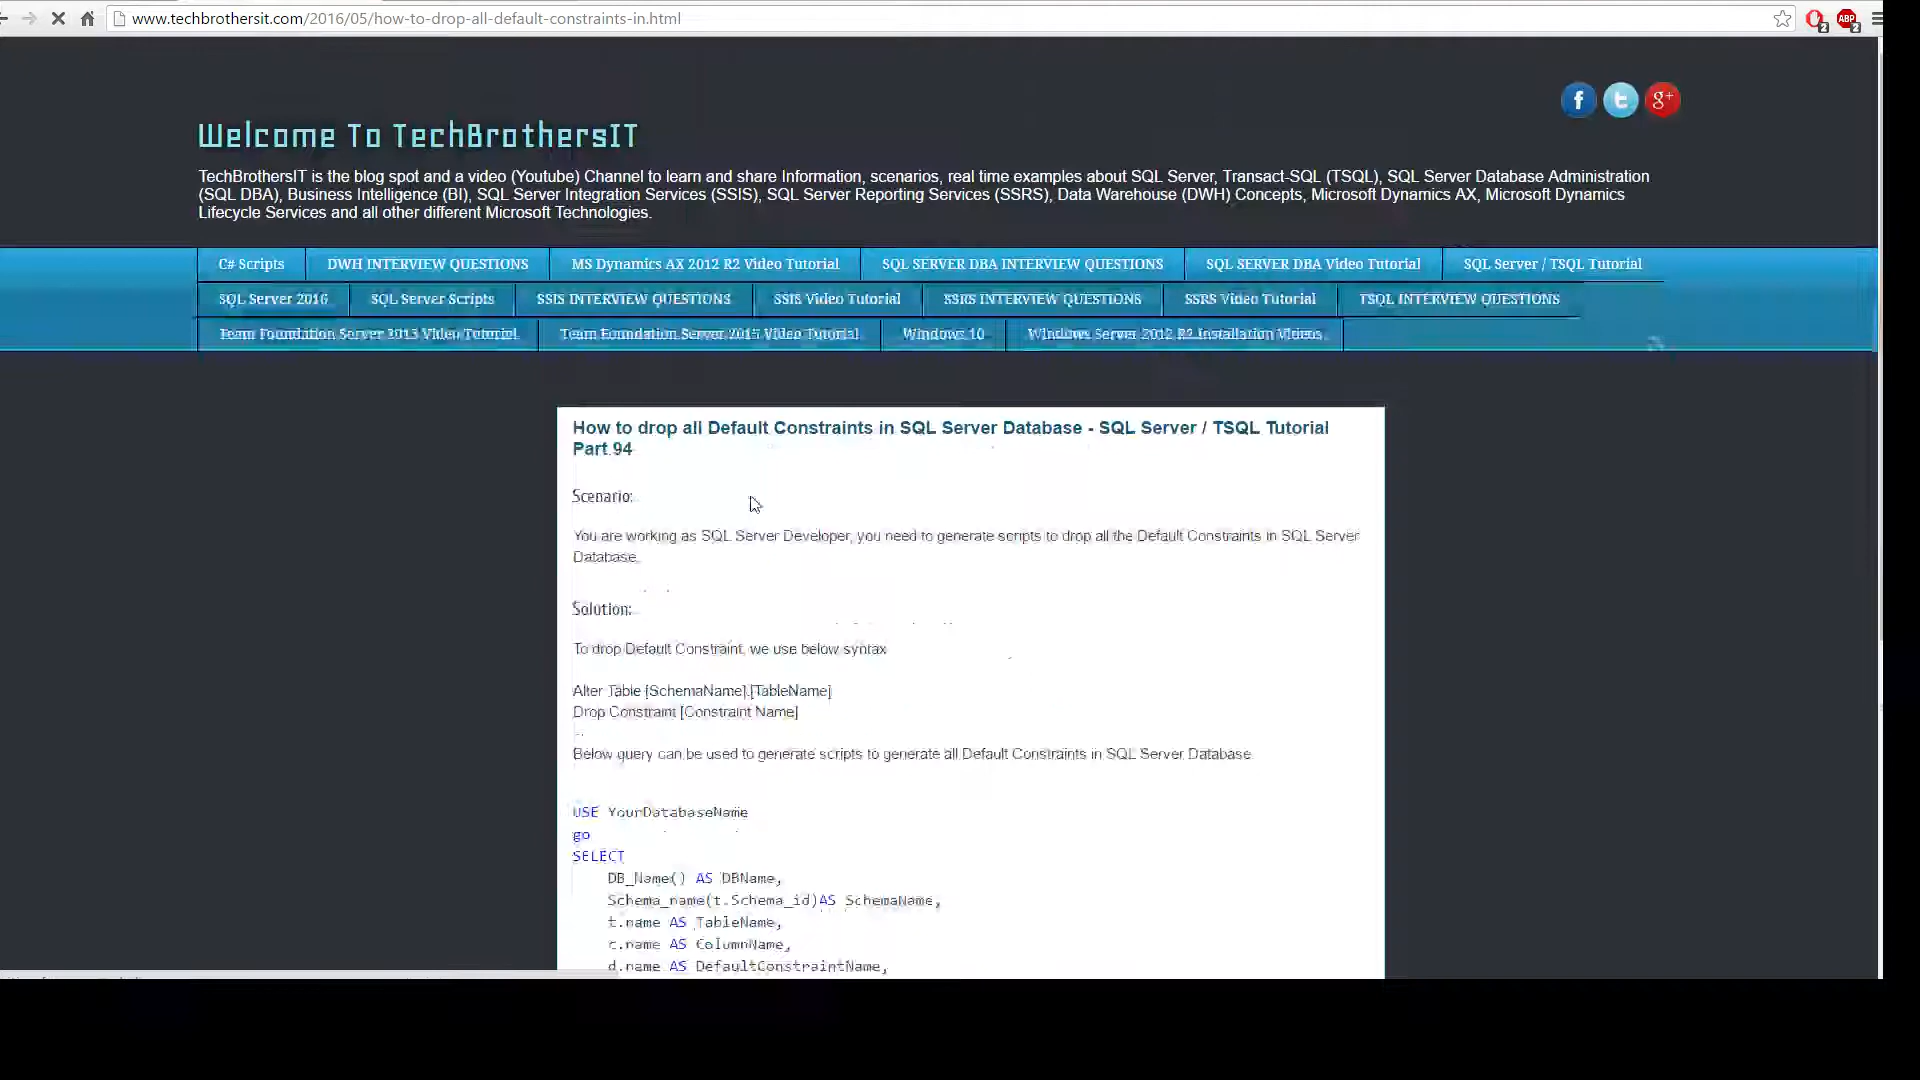 www.techbrothersit.com/2016/05/how-to-drop-all-default-constraints-in.html
2
ABP
2
f
t
g+
Welcome To TechBrothersIT
TechBrothersIT is the blog spot and a video (Youtube) Channel to learn and share Information, scenarios, real time examples about SQL Server, Transact-SQL (TSQL), SQL Server Database Administration
(SQL DBA), Business Intelligence (BI), SQL Server Integration Services (SSIS), SQL Server Reporting Services (SSRS), Data Warehouse (DWH) Concepts, Microsoft Dynamics AX, Microsoft Dynamics
Lifecycle Services and all other different Microsoft Technologies.
C# Scripts
DWH INTERVIEW QUESTIONS
MS Dynamics AX 2012 R2 Video Tutorial
SQL SERVER DBA INTERVIEW QUESTIONS
SQL SERVER DBA Video Tutorial
SQL Server / TSQL Tutorial
SQL Server 2016
SQL Server Scripts
SSIS INTERVIEW QUESTIONS
SSIS Video Tutorial
SSRS INTERVIEW QUESTIONS
SSRS Video Tutorial
TSQL INTERVIEW QUESTIONS
Team Foundation Server 2013 Video Tutorial
Team Foundation Server 2015 Video Tutorial
Windows 10
Windows Server 2012 R2 Installation Videos
How to drop all Default Constraints in SQL Server Database - SQL Server / TSQL Tutorial
Part 94
Scenario:
You are working as SQL Server Developer, you need to generate scripts to drop all the Default Constraints in SQL Server
Database.
Solution:
To drop Default Constraint, we use below syntax
Alter Table [SchemaName].[TableName]
Drop Constraint [Constraint Name]
Below query can be used to generate scripts to generate all Default Constraints in SQL Server Database
USE YourDatabaseName
go
SELECT
DB_Name() AS DBName,
Schema_name(t.Schema_id)AS SchemaName,
t.name AS TableName,
c.name AS ColumnName,
d.name AS DefaultConstraintName,